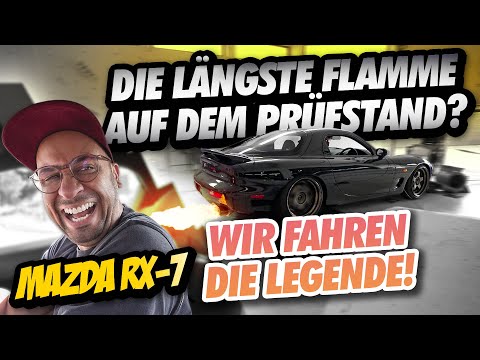 DIE LÄNGSTE FLAMME
AUF DEM PRÜFSTAND?
WIR FAHREN
DIE LEGENDE!
MAZDA RX-7